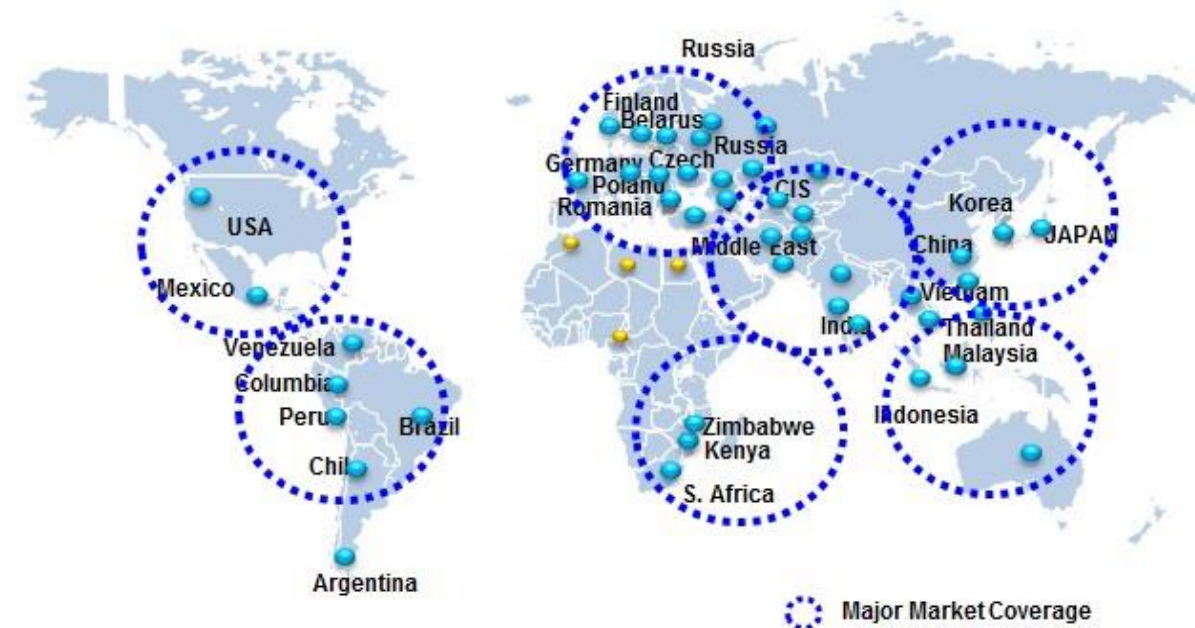 Russia
Finland
Belarus
Russia
Germany Czech
Poland
CIS
Romania
Korea
USA
JAPAN
Middle East
China
Mexico
Vietnam
India
Thailand
Venezuela
Malaysia
Columbia
Indonesia
Peru
Brazil
Zimbabwe
Kenya
Chil
S. Africa
Argentina
Major Market Coverage